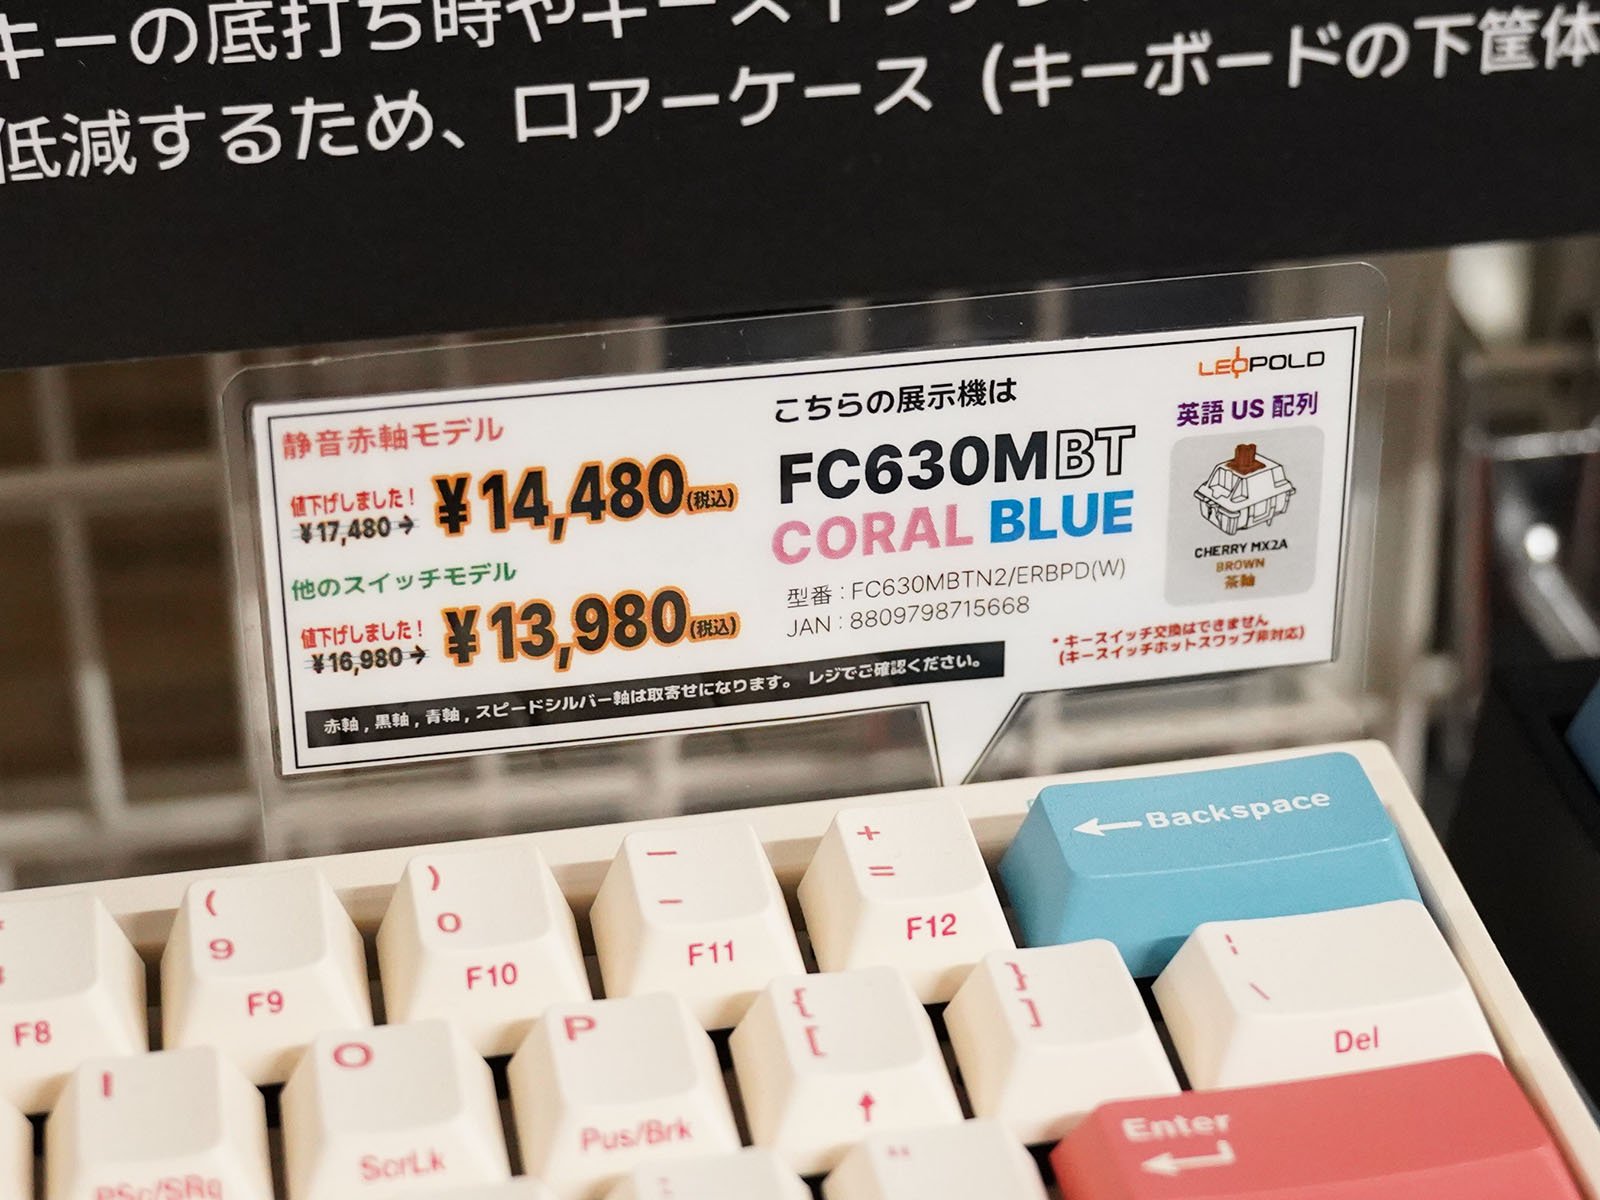 キーの底打ち時やキースイッチ
低減するため、ロアーケース（キーボードの下筐体
静音赤軸モデル
値下げしました！
¥17,480→
¥14,480(税込)
他のスイッチモデル
値下げしました！
¥16,980→
¥13,980(税込)
赤軸,黒軸,青軸,スピードシルバー軸は取寄せになります。 レジでご確認ください。
こちらの展示機は
FC630MBT
CORAL BLUE
型番:FC630MBTN2/ERBPD(W)
JAN:8809798715668
LEOPOLD
英語 US 配列
CHERRY MX2A
BROWN
茶軸
*キースイッチ交換はできません
(キースイッチホットスワップ非対応)
←Backspace
+
=
F12
—
-
F11
)
0
F10
(
9
F9
F8
¦
\
Del
}
]
{
[
↑
P
Pus/Brk
O
ScrLk
I
PSc/SRq
Enter
"
: